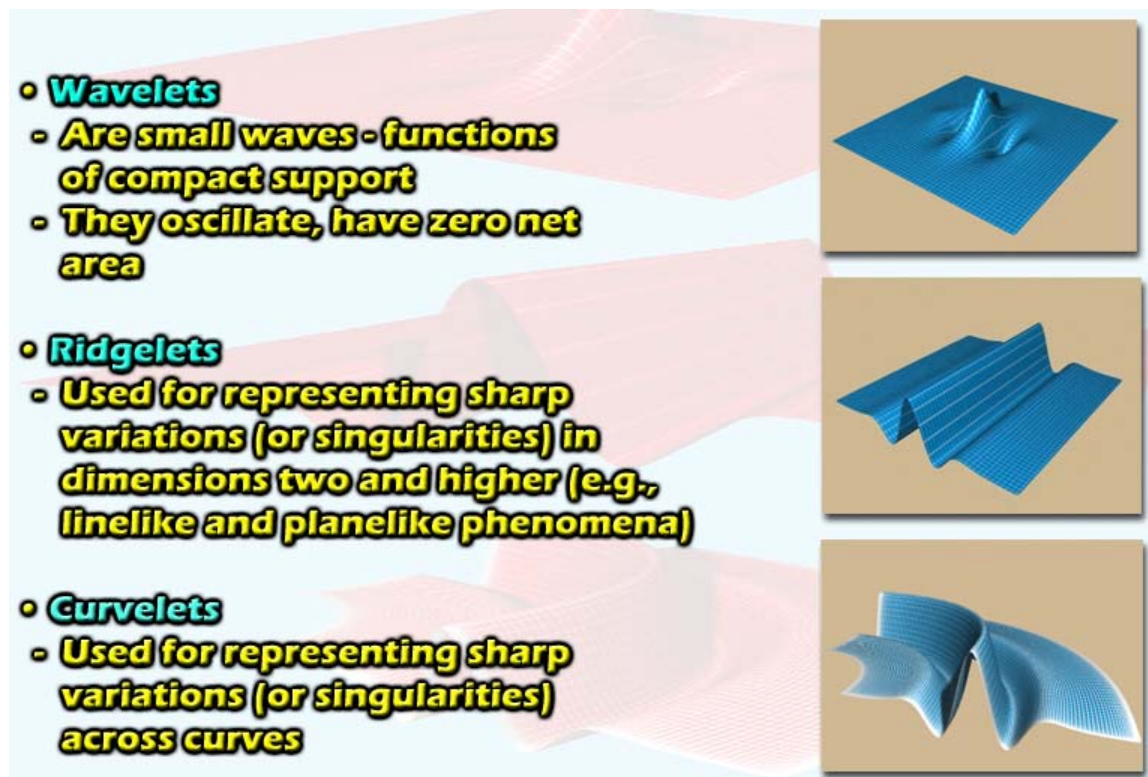 • Wavelets
- Are small waves - functions
of compact support
- They oscillate, have zero net
area
• Ridgelets
- Used for representing sharp
variations (or singularities) in
dimensions two and higher (e.g.,
linelike and planelike phenomena)
• Curvelets
- Used for representing sharp
variations (or singularities)
across curves